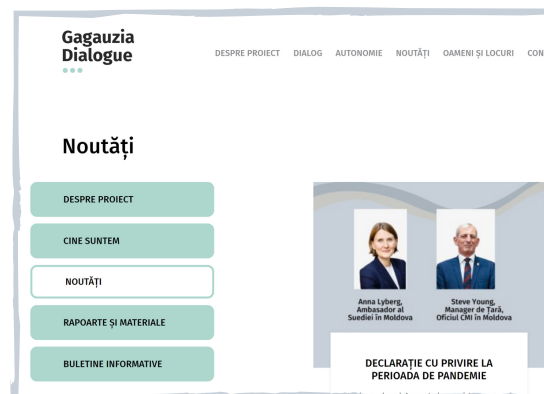 Gagauzia
Dialogue
DESPRE PROIECT DIALOG AUTONOMIE NOUTĂȚI OAMENI ȘI LOCURI CON
Noutăți
DESPRE PROIECT
CINE SUNTEM
NOUTĂȚI
RAPOARTE ȘI MATERIALE
BULETINE INFORMATIVE
Anna Lyberg,
Ambasador al
Suediei în Moldova
Steve Young,
Manager de Țară,
Oficiul CMI în Moldova
DECLARAȚIE CU PRIVIRE LA
PERIOADA DE PANDEMIE